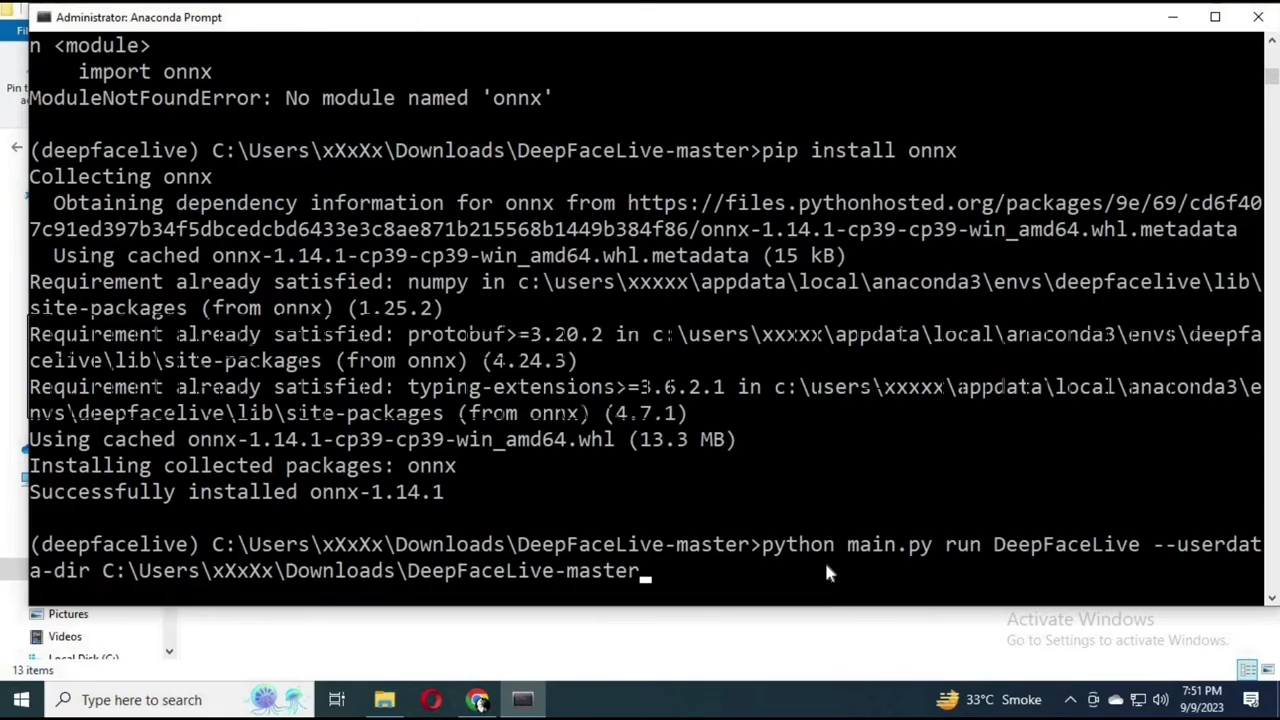 Administrator: Anaconda Prompt
n <module>
    import onnx
ModuleNotFoundError: No module named 'onnx'
(deepfacelive) C:\Users\xXxXx\Downloads\DeepFaceLive-master>pip install onnx
Collecting onnx
  Obtaining dependency information for onnx from https://files.pythonhosted.org/packages/9e/69/cd6f40
7c91ed397b34f5dbcedcbd6433e3c8ae871b215568b1449b384f86/onnx-1.14.1-cp39-cp39-win_amd64.whl.metadata
  Using cached onnx-1.14.1-cp39-cp39-win_amd64.whl.metadata (15 kB)
Requirement already satisfied: numpy in c:\users\xxxxx\appdata\local\anaconda3\envs\deepfacelive\lib\
site-packages (from onnx) (1.25.2)
Requirement already satisfied: protobuf>=3.20.2 in c:\users\xxxxx\appdata\local\anaconda3\envs\deepfa
celive\lib\site-packages (from onnx) (4.24.3)
Requirement already satisfied: typing-extensions>=3.6.2.1 in c:\users\xxxxx\appdata\local\anaconda3\e
nvs\deepfacelive\lib\site-packages (from onnx) (4.7.1)
Using cached onnx-1.14.1-cp39-cp39-win_amd64.whl (13.3 MB)
Installing collected packages: onnx
Successfully installed onnx-1.14.1
(deepfacelive) C:\Users\xXxXx\Downloads\DeepFaceLive-master>python main.py run DeepFaceLive --userdat
a-dir C:\Users\xXxXx\Downloads\DeepFaceLive-master
Pictures
Videos
Local Disk (C:)
13 items
Activate Windows
Go to Settings to activate Windows.
Type here to search
33°C Smoke
7:51 PM
9/9/2023